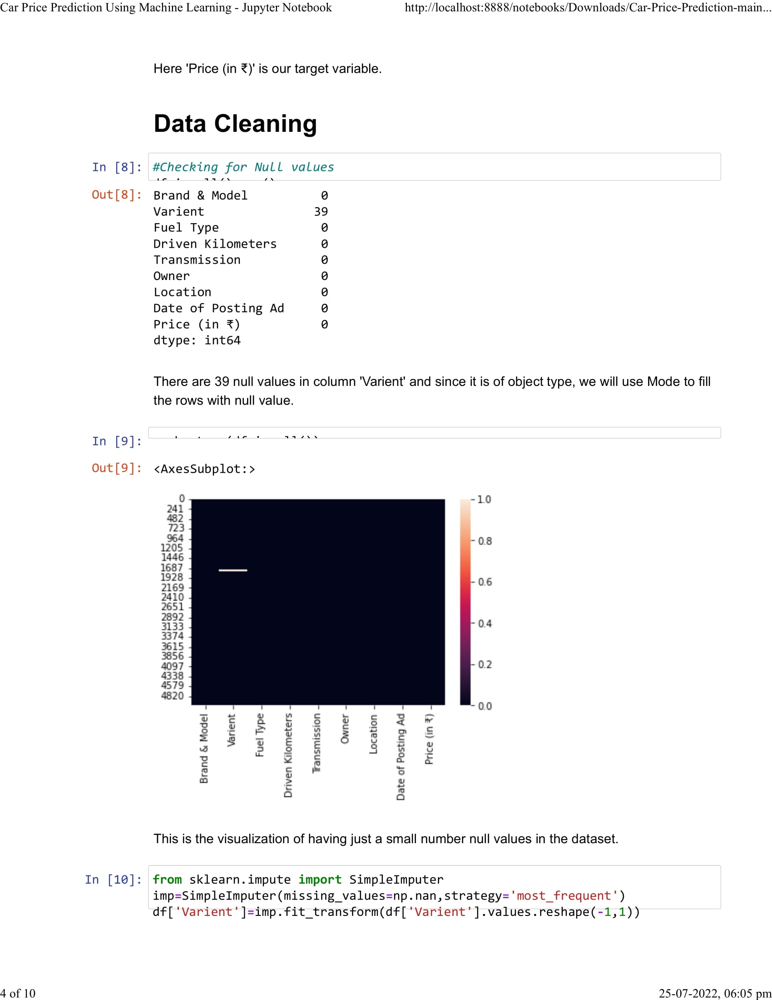 Car Price Prediction Using Machine Learning - Jupyter Notebook
http://localhost:8888/notebooks/Downloads/Car-Price-Prediction-main...
Here 'Price (in ₹)' is our target variable.
Data Cleaning
In [8]: #Checking for Null values
Out[8]: Brand & Model 0
Varient 39
Fuel Type 0
Driven Kilometers 0
Transmission 0
Owner 0
Location 0
Date of Posting Ad 0
Price (in ₹) 0
dtype: int64
There are 39 null values in column 'Varient' and since it is of object type, we will use Mode to fill
the rows with null value.
In [9]:
Out[9]: <AxesSubplot:>
0
241
482
723
964
1205
1446
1687
1928
2169
2410
2651
2892
3133
3374
3615
3856
4097
4338
4579
4820
1.0
0.8
0.6
0.4
0.2
0.0
Brand & Model
Varient
Fuel Type
Driven Kilometers
Transmission
Owner
Location
Date of Posting Ad
Price (in ₹)
This is the visualization of having just a small number null values in the dataset.
In [10]: from sklearn.impute import SimpleImputer
imp=SimpleImputer(missing_values=np.nan,strategy='most_frequent')
df['Varient']=imp.fit_transform(df['Varient'].values.reshape(-1,1))
4 of 10
25-07-2022, 06:05 pm